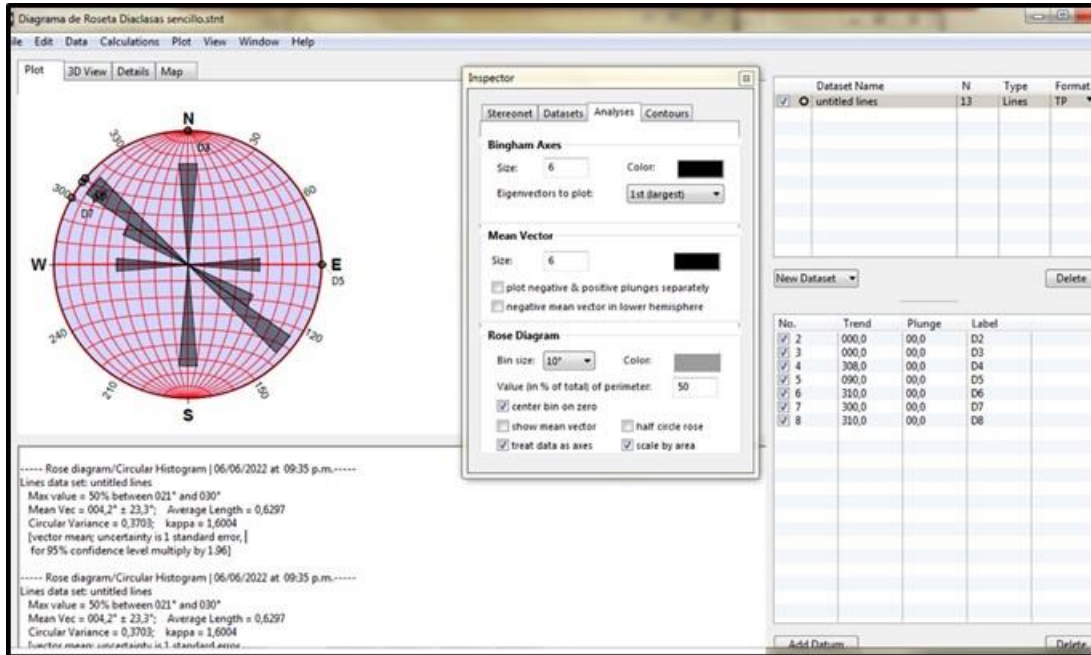 Diagrama de Roseta Diaclasas sencillo.stnt
le Edit Data Calculations Plot View Window Help
Plot 3D View Details Map
N
330
30
D3
300
60
D7
W
E
D5
240
120
210
150
S
Inspector
Stereonet Datasets Analyses Contours
Bingham Axes
Size: 6 Color:
Eigenvectors to plot: 1st (largest)
Mean Vector
Size: 6
plot negative & positive plunges separately
negative mean vector in lower hemisphere
Rose Diagram
Bin size: 10° Color:
Value (in % of total) of perimeter: 50
center bin on zero
show mean vector half circle rose
treat data as axes scale by area
Dataset Name N Type Format
untitled lines 13 Lines TP
New Dataset Delete
No. Trend Plunge Label
2 000,0 00,0 D2
3 000,0 00,0 D3
4 308,0 00,0 D4
5 090,0 00,0 D5
6 310,0 00,0 D6
7 300,0 00,0 D7
8 310,0 00,0 D8
Add Datum Delete
----- Rose diagram/Circular Histogram | 06/06/2022 at 09:35 p.m.-----
Lines data set: untitled lines
Max value = 50% between 021° and 030°
Mean Vec = 004,2° ± 23,3°; Average Length = 0,6297
Circular Variance = 0,3703; kappa = 1,6004
[vector mean; uncertainty is 1 standard error,
for 95% confidence level multiply by 1.96]
----- Rose diagram/Circular Histogram | 06/06/2022 at 09:35 p.m.-----
Lines data set: untitled lines
Max value = 50% between 021° and 030°
Mean Vec = 004,2° ± 23,3°; Average Length = 0,6297
Circular Variance = 0,3703; kappa = 1,6004
[vector mean; uncertainty is 1 standard error,